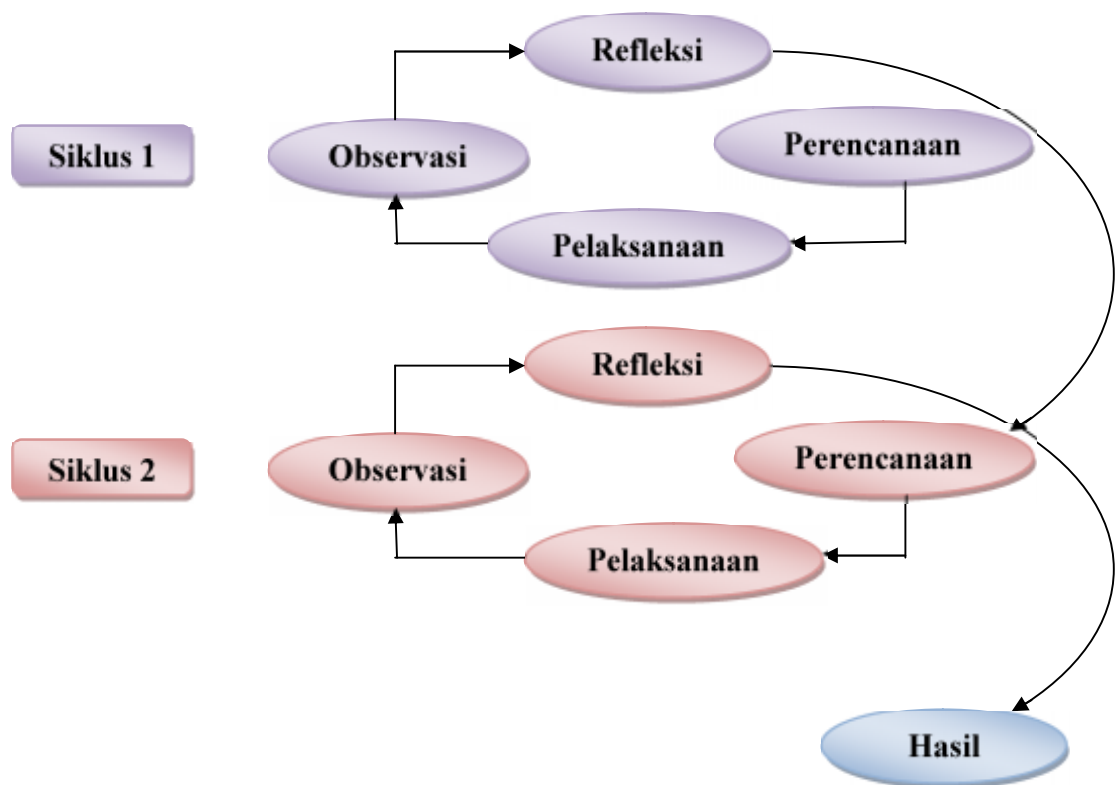 Refleksi
Siklus 1
Observasi
Perencanaan
Pelaksanaan
Refleksi
Siklus 2
Observasi
Perencanaan
Pelaksanaan
Hasil